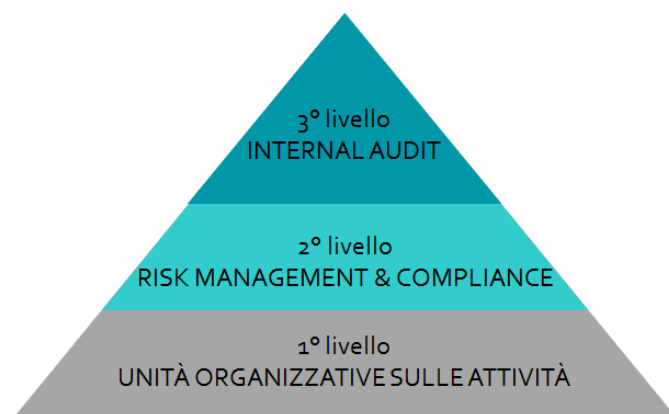 3° livello
INTERNAL AUDIT
2° livello
RISK MANAGEMENT & COMPLIANCE
1° livello
UNITÀ ORGANIZZATIVE SULLE ATTIVITÀ